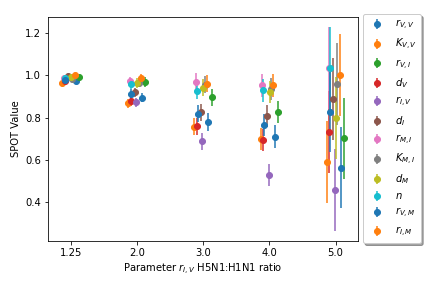 SPOT Value
1.2
1.0
0.8
0.6
0.4
1.25
2.0
3.0
4.0
5.0
Parameter r_{I,V} H5N1:H1N1 ratio
r_{V,V}
K_{V,V}
r_{V,I}
d_V
r_{I,V}
d_I
r_{M,I}
K_{M,I}
d_M
n
r_{V,M}
r_{I,M}